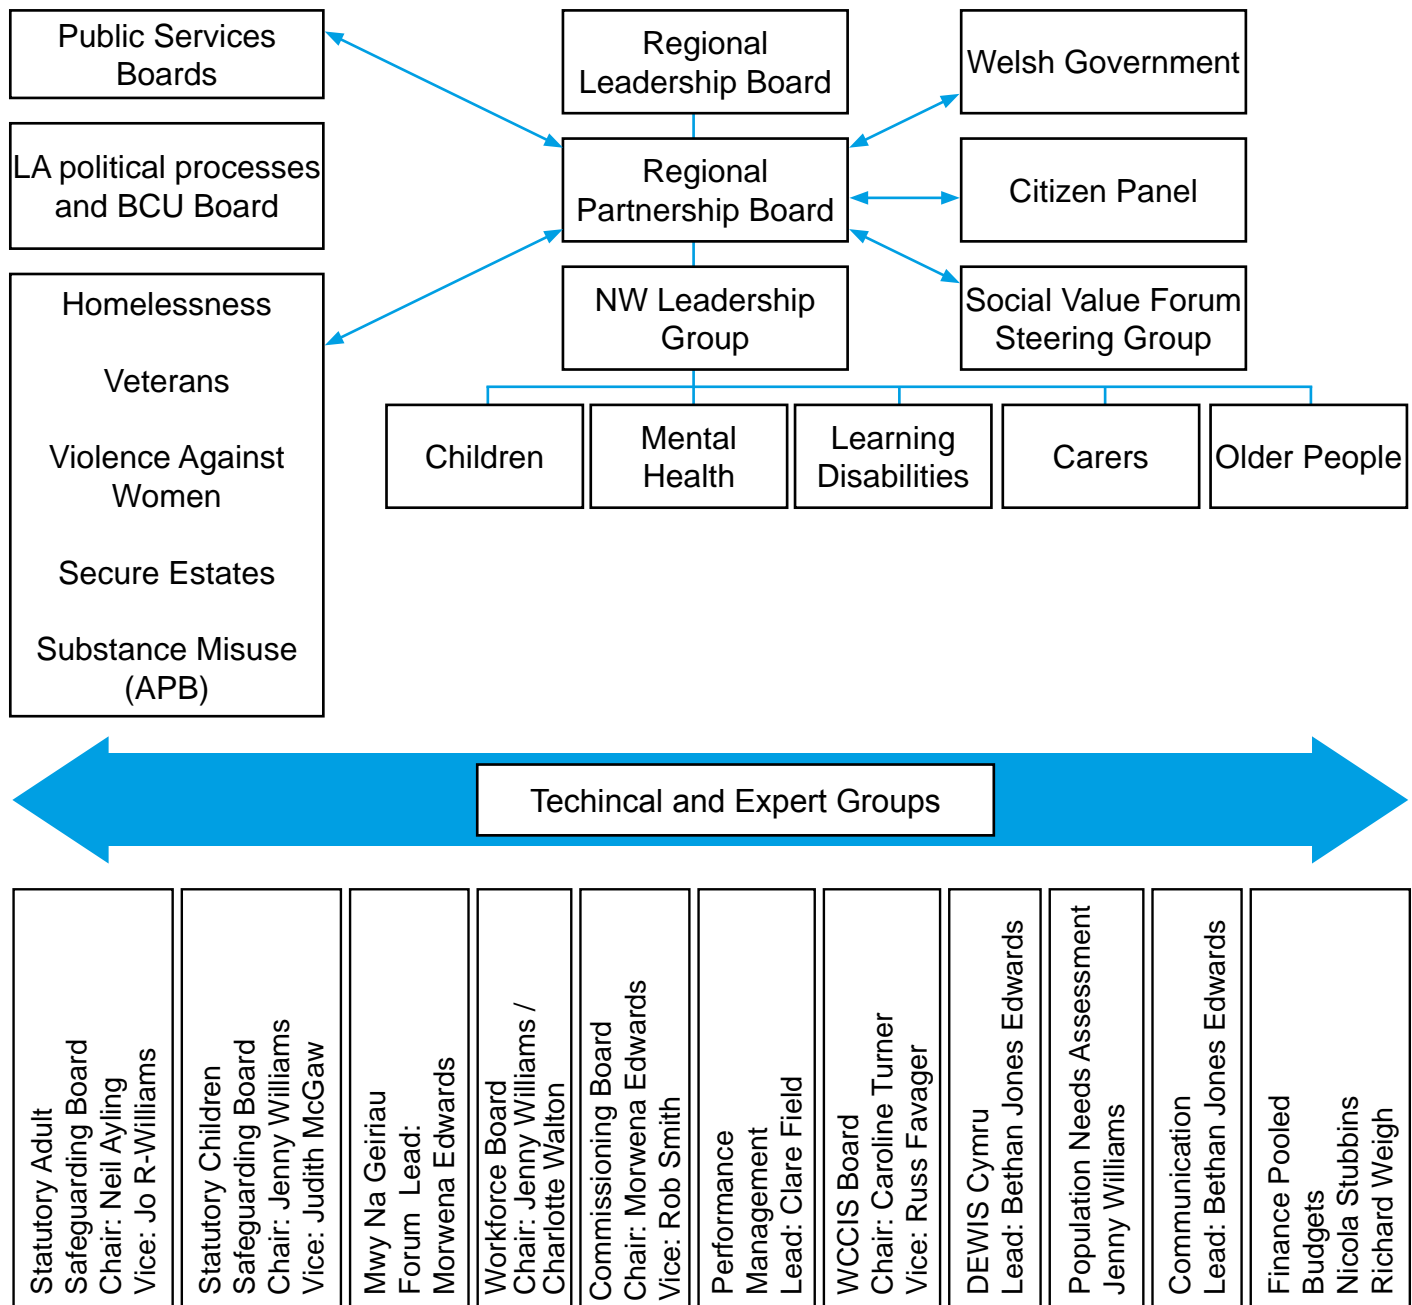 Public Services
Boards
Regional
Leadership Board
Welsh Government
LA political processes
and BCU Board
Regional
Partnership Board
Citizen Panel
Homelessness
Veterans
Violence Against
Women
Secure Estates
Substance Misuse
(APB)
NW Leadership
Group
Social Value Forum
Steering Group
Children
Mental
Health
Learning
Disabilities
Carers
Older People
Techincal and Expert Groups
Statutory Adult
Safeguarding Board
Chair: Neil Ayling
Vice: Jo R-Williams
Statutory Children
Safeguarding Board
Chair: Jenny Williams
Vice: Judith McGaw
Mwy Na Geiriau
Forum Lead:
Morwena Edwards
Workforce Board
Chair: Jenny Williams /
Charlotte Walton
Commissioning Board
Chair: Morwena Edwards
Vice: Rob Smith
Performance
Management
Lead: Clare Field
WCCIS Board
Chair: Caroline Turner
Vice: Russ Favager
DEWIS Cymru
Lead: Bethan Jones Edwards
Population Needs Assessment
Jenny Williams
Communication
Lead: Bethan Jones Edwards
Finance Pooled
Budgets
Nicola Stubbins
Richard Weigh